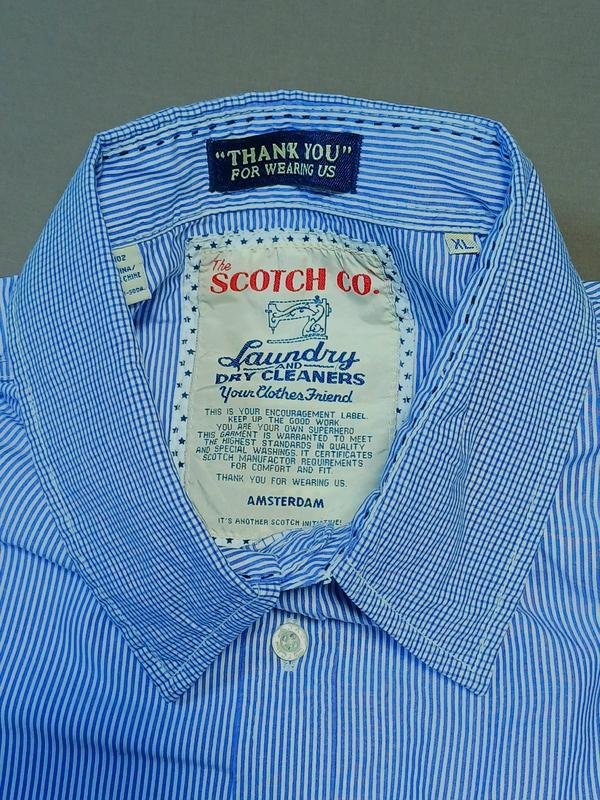 “THANK YOU”
FOR WEARING US
XL
102
CHINE
The
SCOTCH CO.
Laundry
AND
DRY CLEANERS
Your Clothes Friend
THIS IS YOUR ENCOURAGEMENT LABEL.
KEEP UP THE GOOD WORK.
YOU ARE YOUR OWN SUPERHERO
THIS GARMENT IS WARRANTED TO MEET
THE HIGHEST STANDARDS IN QUALITY
AND SPECIAL WASHINGS. IT CERTIFICATES
SCOTCH MANUFACTOR REQUIREMENTS
FOR COMFORT AND FIT.
THANK YOU FOR WEARING US.
AMSTERDAM
IT'S ANOTHER SCOTCH INITIATIVE!